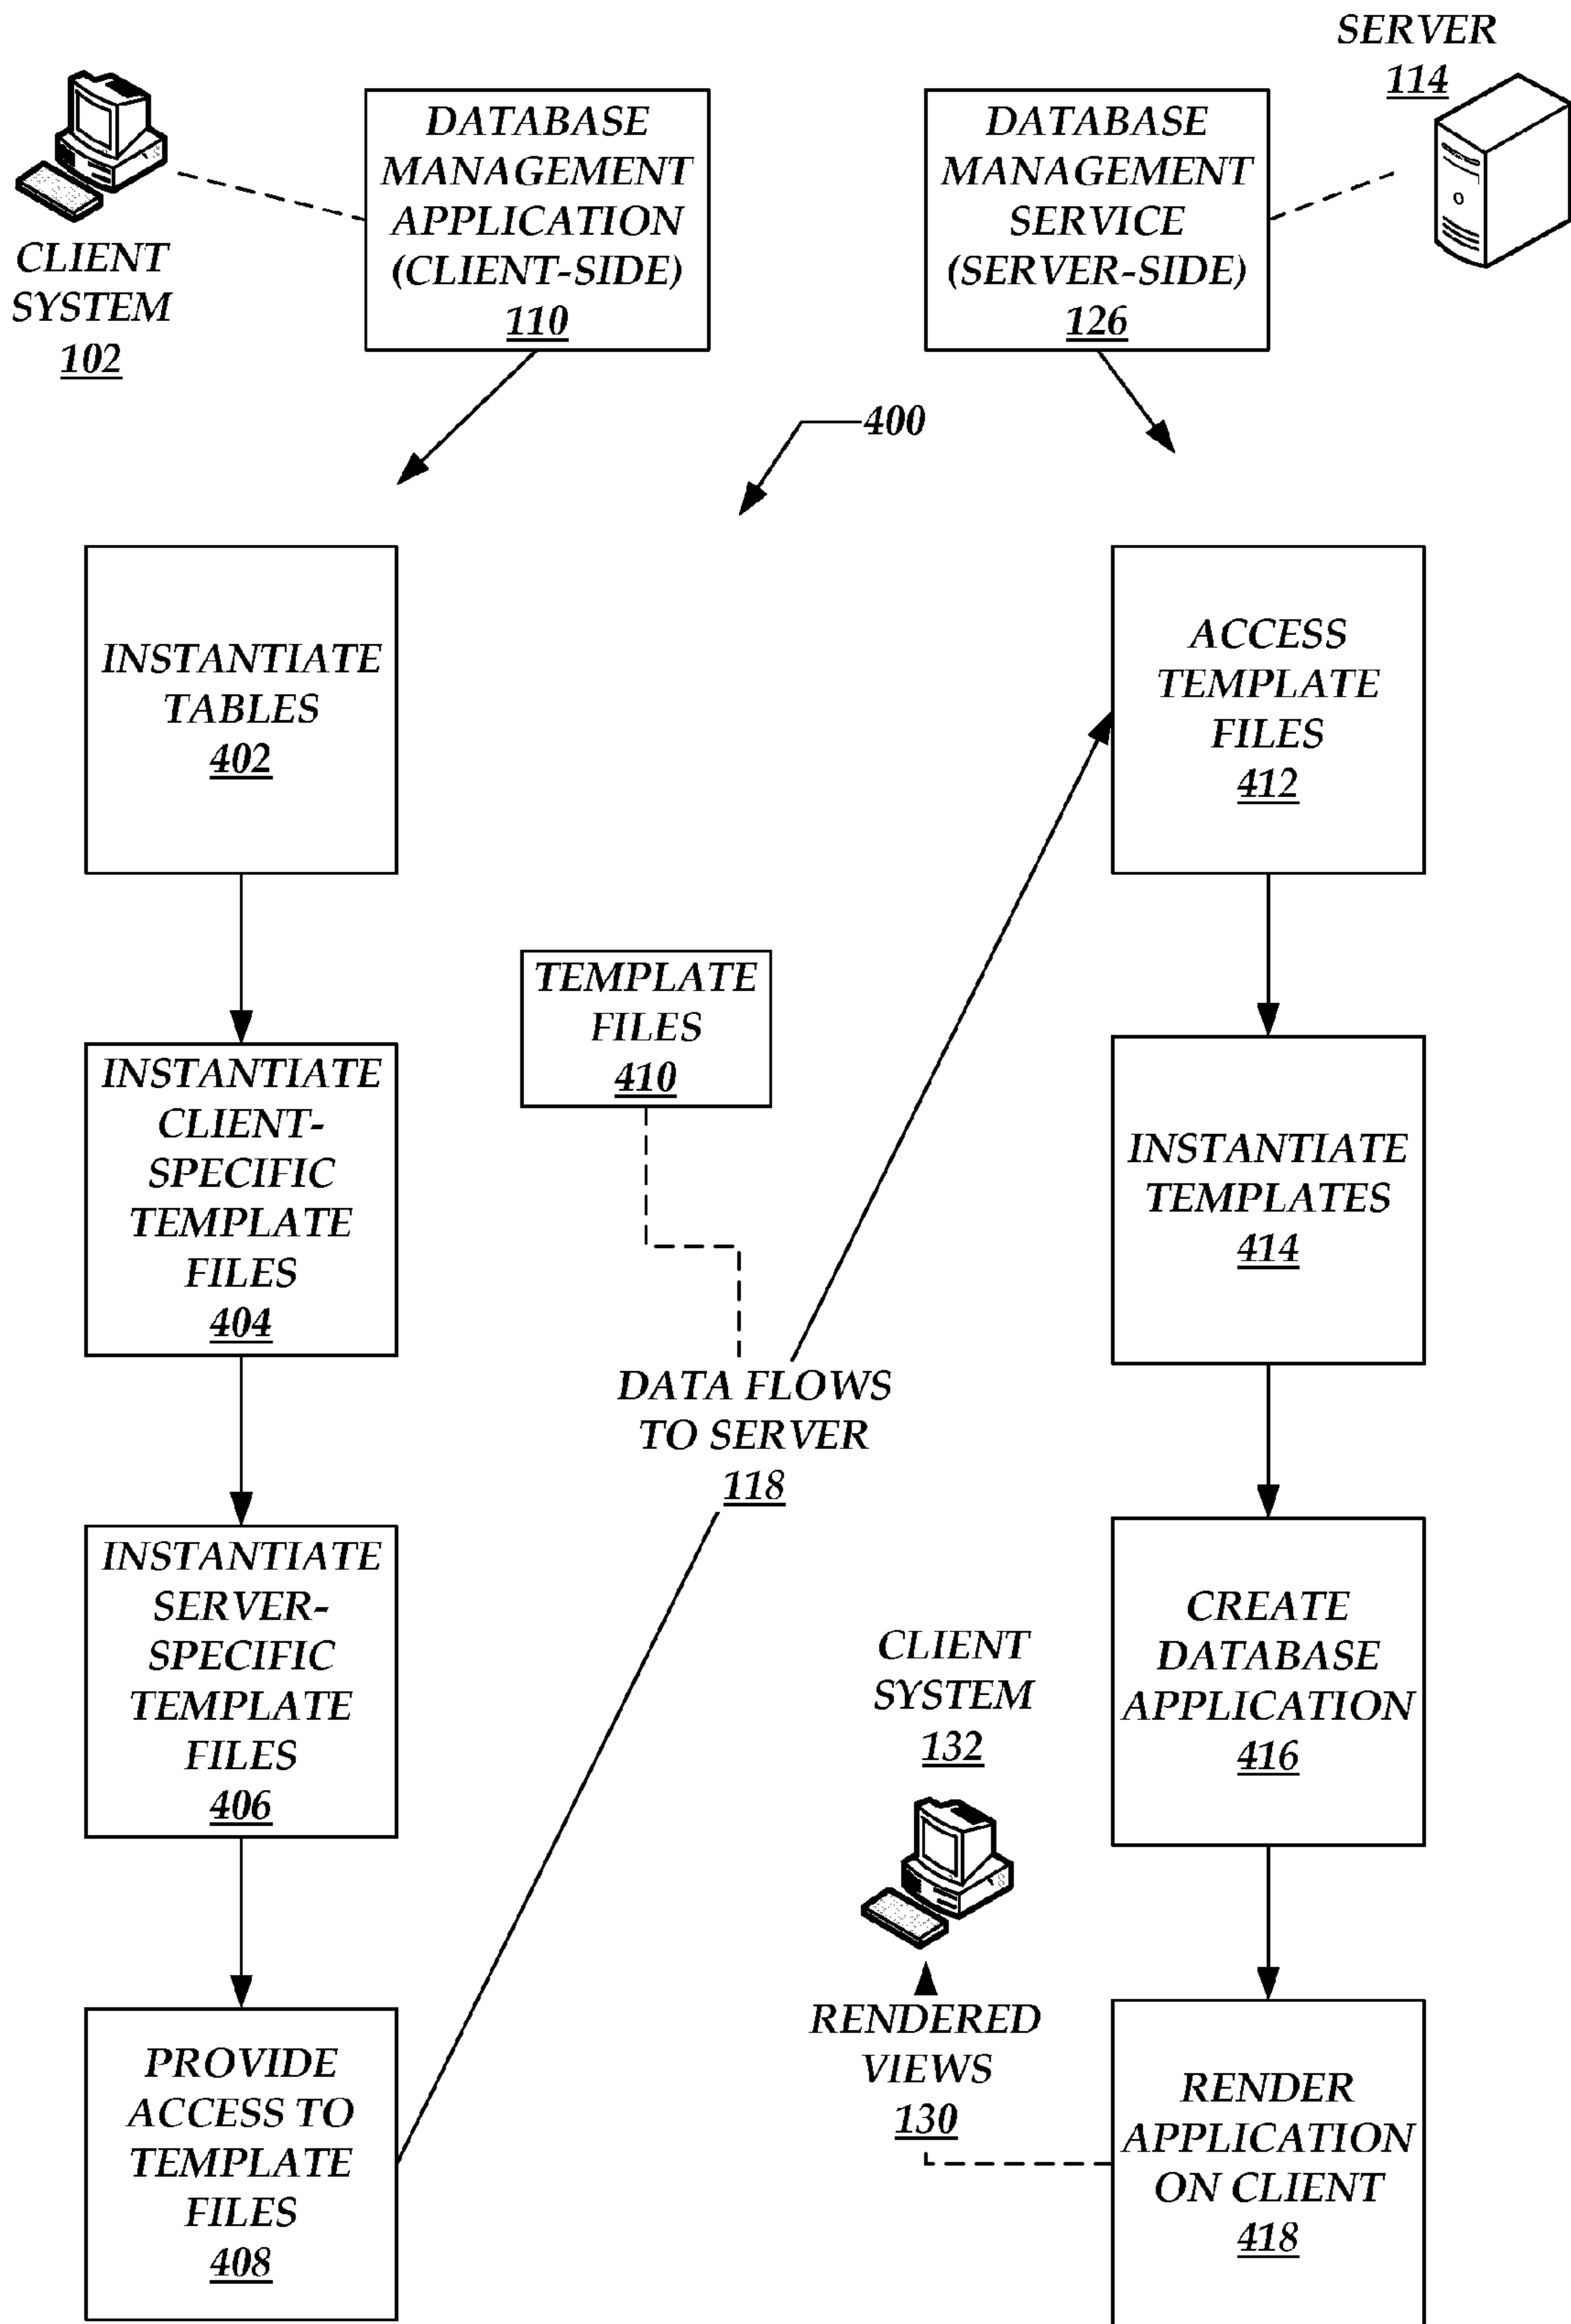 SERVER
114
CLIENT
SYSTEM
102
DATABASE
MANAGEMENT
APPLICATION
(CLIENT-SIDE)
110
DATABASE
MANAGEMENT
SERVICE
(SERVER-SIDE)
126
400
INSTANTIATE
TABLES
402
INSTANTIATE
CLIENT-
SPECIFIC
TEMPLATE
FILES
404
INSTANTIATE
SERVER-
SPECIFIC
TEMPLATE
FILES
406
PROVIDE
ACCESS TO
TEMPLATE
FILES
408
TEMPLATE
FILES
410
DATA FLOWS
TO SERVER
118
ACCESS
TEMPLATE
FILES
412
INSTANTIATE
TEMPLATES
414
CREATE
DATABASE
APPLICATION
416
RENDER
APPLICATION
ON CLIENT
418
CLIENT
SYSTEM
132
RENDERED
VIEWS
130